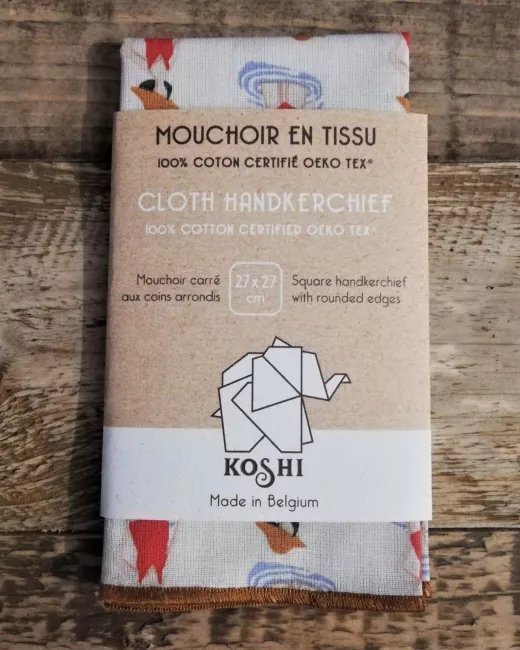 MOUCHOIR EN TISSU
100% COTON CERTIFIÉ OEKO TEX®
CLOTH HANDKERCHIEF
100% COTTON CERTIFIED OEKO TEX®
Mouchoir carré
aux coins arrondis
27 x 27
cm
Square handkerchief
with rounded edges
KOSHI
Made in Belgium